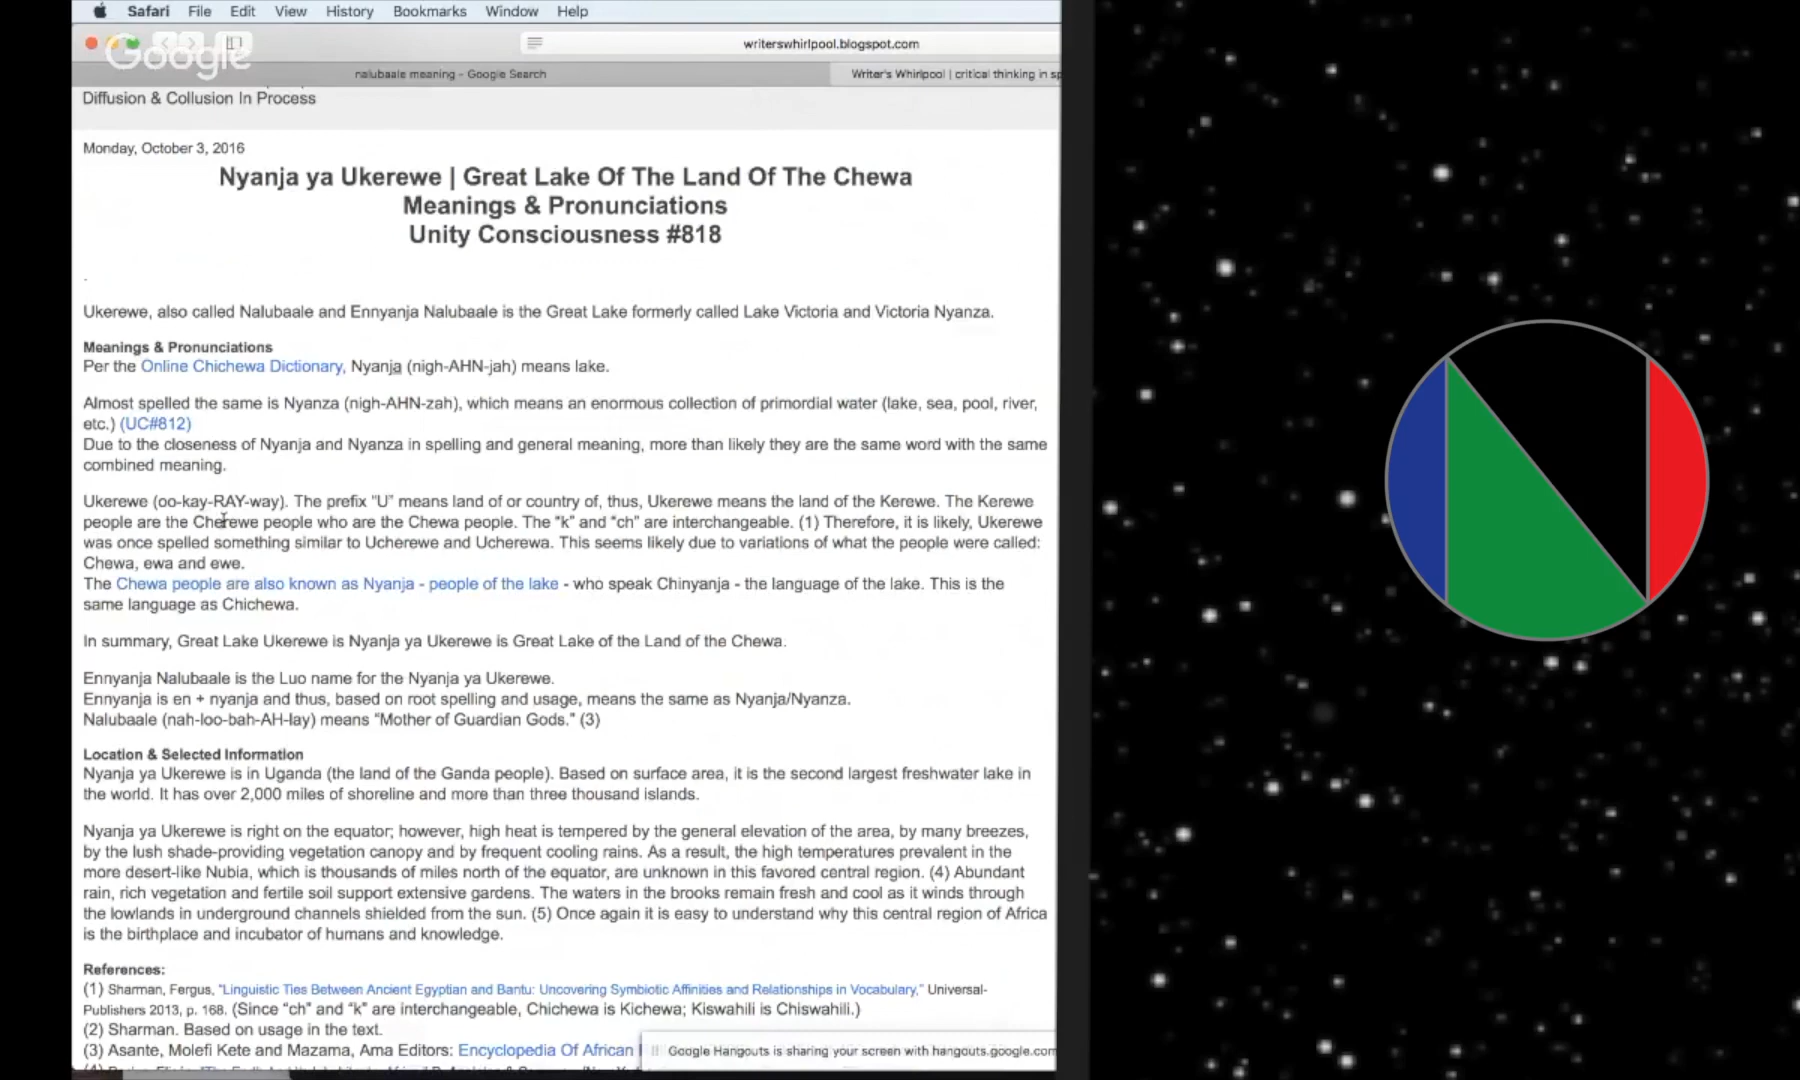 Safari File Edit View History Bookmarks Window Help
Google
writerswhirlpool.blogspot.com
nalubaale meaning - Google Search
Writer's Whirlpool | critical thinking in sp
Diffusion & Collusion In Process
Monday, October 3, 2016
Nyanja ya Ukerewe | Great Lake Of The Land Of The Chewa
Meanings & Pronunciations
Unity Consciousness #818
.
Ukerewe, also called Nalubaale and Ennyanja Nalubaale is the Great Lake formerly called Lake Victoria and Victoria Nyanza.
Meanings & Pronunciations
Per the Online Chichewa Dictionary, Nyanja (nigh-AHN-jah) means lake.
Almost spelled the same is Nyanza (nigh-AHN-zah), which means an enormous collection of primordial water (lake, sea, pool, river,
etc.) (UC#812)
Due to the closeness of Nyanja and Nyanza in spelling and general meaning, more than likely they are the same word with the same
combined meaning.
Ukerewe (oo-kay-RAY-way). The prefix "U" means land of or country of, thus, Ukerewe means the land of the Kerewe. The Kerewe
people are the Cherewe people who are the Chewa people. The "k" and "ch" are interchangeable. (1) Therefore, it is likely, Ukerewe
was once spelled something similar to Ucherewe and Ucherewa. This seems likely due to variations of what the people were called:
Chewa, ewa and ewe.
The Chewa people are also known as Nyanja - people of the lake - who speak Chinyanja - the language of the lake. This is the
same language as Chichewa.
In summary, Great Lake Ukerewe is Nyanja ya Ukerewe is Great Lake of the Land of the Chewa.
Ennyanja Nalubaale is the Luo name for the Nyanja ya Ukerewe.
Ennyanja is en + nyanja and thus, based on root spelling and usage, means the same as Nyanja/Nyanza.
Nalubaale (nah-loo-bah-AH-lay) means "Mother of Guardian Gods." (3)
Location & Selected Information
Nyanja ya Ukerewe is in Uganda (the land of the Ganda people). Based on surface area, it is the second largest freshwater lake in
the world. It has over 2,000 miles of shoreline and more than three thousand islands.
Nyanja ya Ukerewe is right on the equator; however, high heat is tempered by the general elevation of the area, by many breezes,
by the lush shade-providing vegetation canopy and by frequent cooling rains. As a result, the high temperatures prevalent in the
more desert-like Nubia, which is thousands of miles north of the equator, are unknown in this favored central region. (4) Abundant
rain, rich vegetation and fertile soil support extensive gardens. The waters in the brooks remain fresh and cool as it winds through
the lowlands in underground channels shielded from the sun. (5) Once again it is easy to understand why this central region of Africa
is the birthplace and incubator of humans and knowledge.
References:
(1) Sharman, Fergus, "Linguistic Ties Between Ancient Egyptian and Bantu: Uncovering Symbiotic Affinities and Relationships in Vocabulary," Universal-
Publishers 2013, p. 168. (Since "ch" and "k" are interchangeable, Chichewa is Kichewa; Kiswahili is Chiswahili.)
(2) Sharman. Based on usage in the text.
(3) Asante, Molefi Kete and Mazama, Ama Editors: Encyclopedia Of African
Google Hangouts is sharing your screen with hangouts.google.com